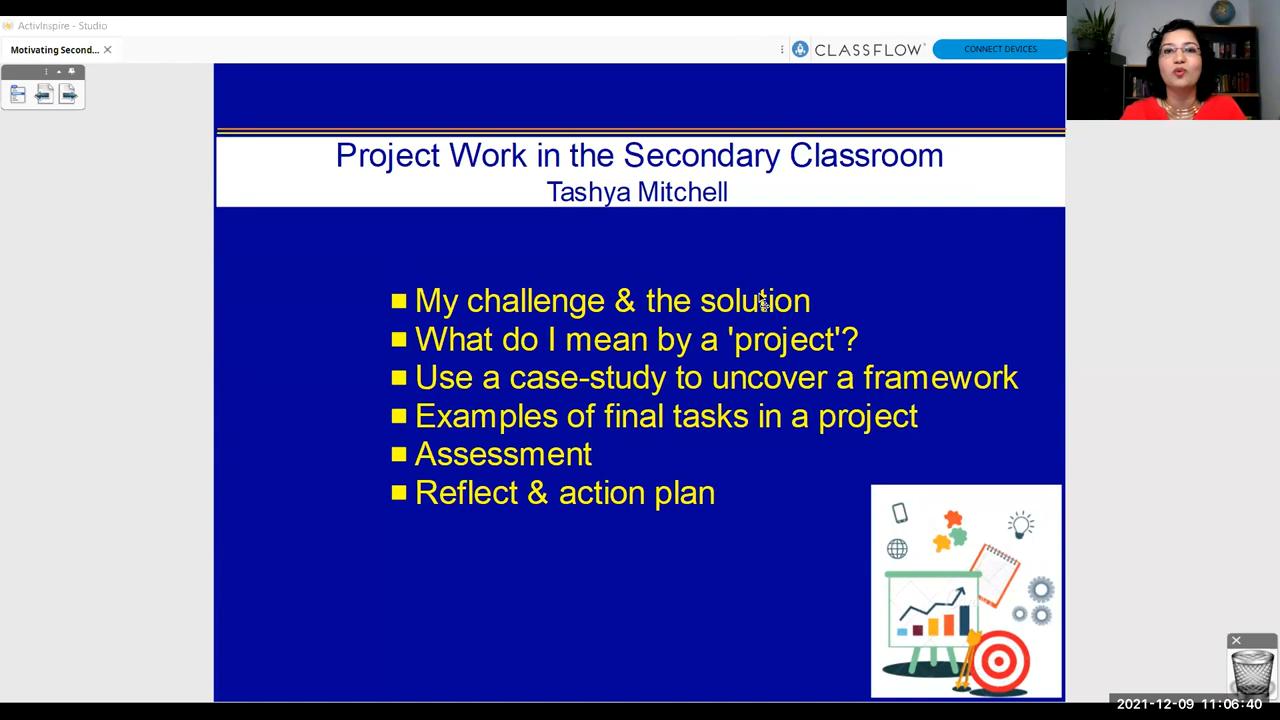 ActivInspire - Studio
Motivating Second...
CLASSFLOW
CONNECT DEVICES
Project Work in the Secondary Classroom
Tashya Mitchell
My challenge & the solution
What do I mean by a 'project'?
Use a case-study to uncover a framework
Examples of final tasks in a project
Assessment
Reflect & action plan
2021-12-09 11:06:40